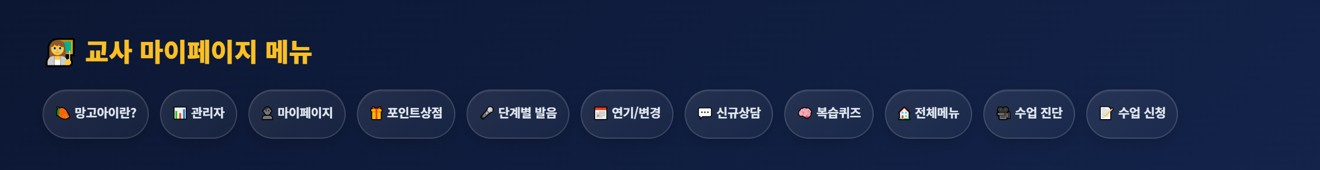 교사 마이페이지 메뉴
망고아이란? 관리자 마이페이지 포인트상점 단계별 발음 연기/변경 신규상담 복습퀴즈 전체메뉴 수업 진단 수업 신청